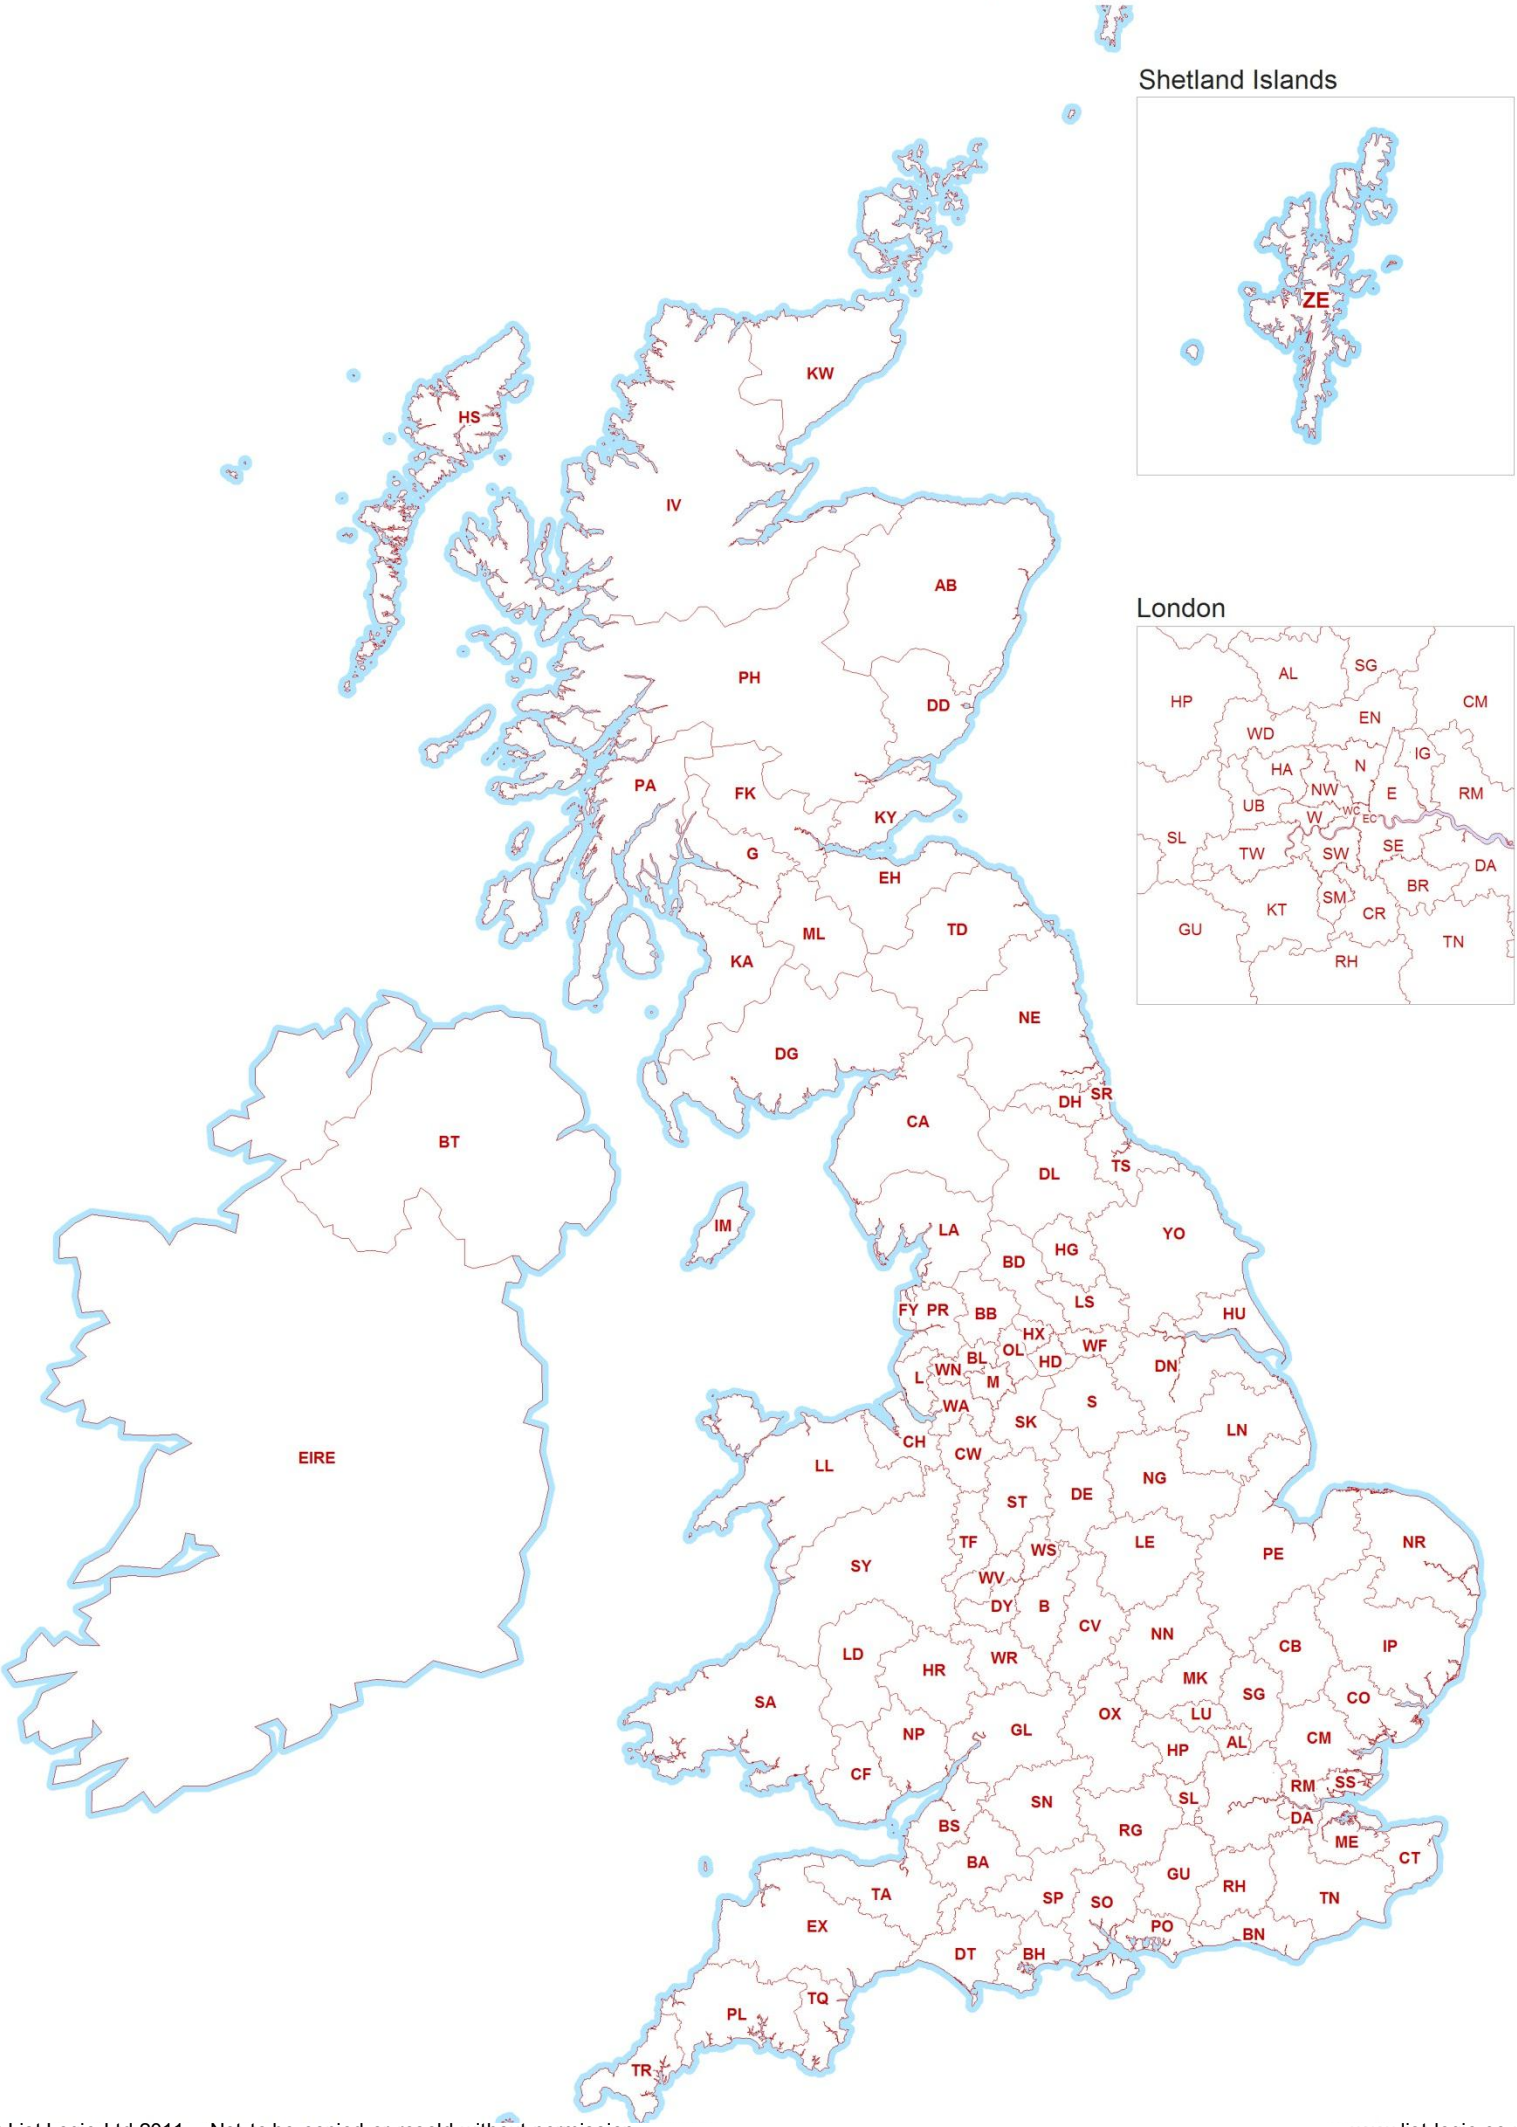 Shetland Islands
ZE
KW
HS
IV
AB
London
AL SG
HP CM
EN
WD
IG
HA N
NW E RM
UB
W WC EC
SL TW SW SE
DA
BR
SM
KT CR
GU
TN
RH
PH
DD
PA
FK
KY
G
EH
ML TD
KA
NE
DG
SR
DH
CA
BT
TS
DL
IM
LA YO
HG
BD
LS
FY PR BB HU
HX
OL WF
BL HD
WN DN
L M
WA S
SK
LN
CH
CW
EIRE
LL
NG
DE
ST
TF LE NR
WS
PE
SY
WV
DY B
CV
NN
CB IP
LD
WR
HR
MK
SG CO
SA
OX LU
GL
NP
AL CM
HP
CF
SS
RM
SL
SN
DA
BS RG
ME
CT
BA
GU
RH
TA SP SO TN
EX PO
BN
DT BH
TQ
PL
TR